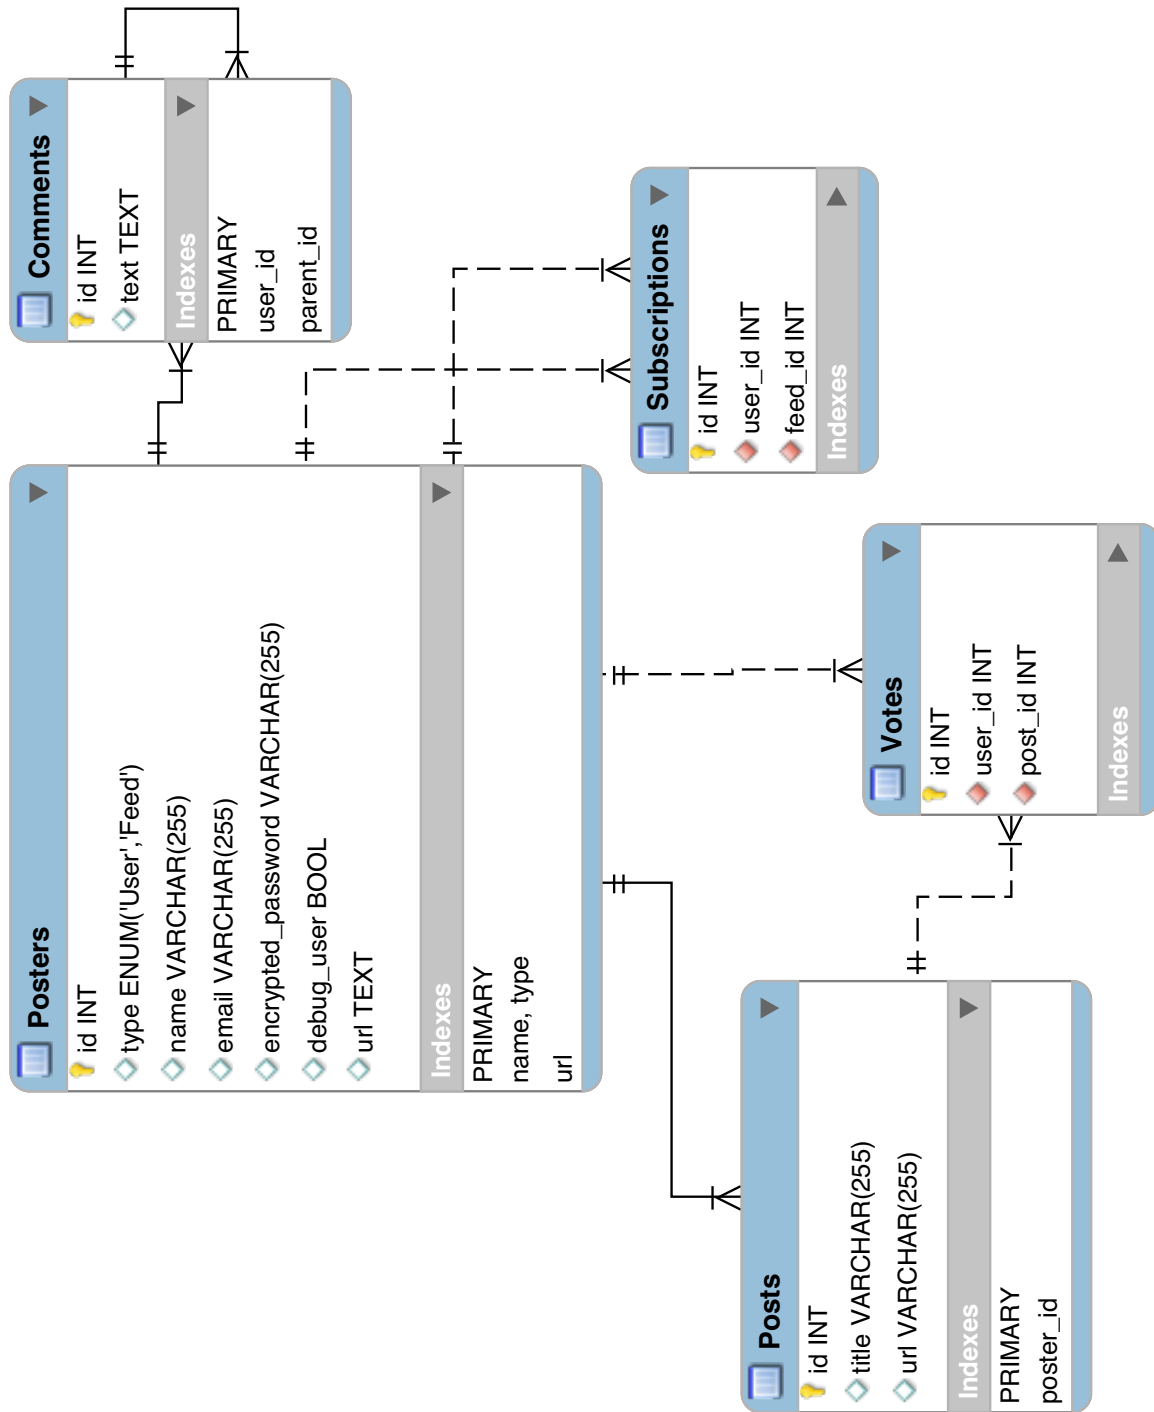 Comments
id INT
text TEXT
Indexes
PRIMARY
user_id
parent_id
Posters
id INT
type ENUM('User','Feed')
name VARCHAR(255)
email VARCHAR(255)
encrypted_password VARCHAR(255)
debug_user BOOL
url TEXT
Indexes
PRIMARY
name, type
url
Subscriptions
id INT
user_id INT
feed_id INT
Indexes
Votes
id INT
user_id INT
post_id INT
Indexes
Posts
id INT
title VARCHAR(255)
url VARCHAR(255)
Indexes
PRIMARY
poster_id